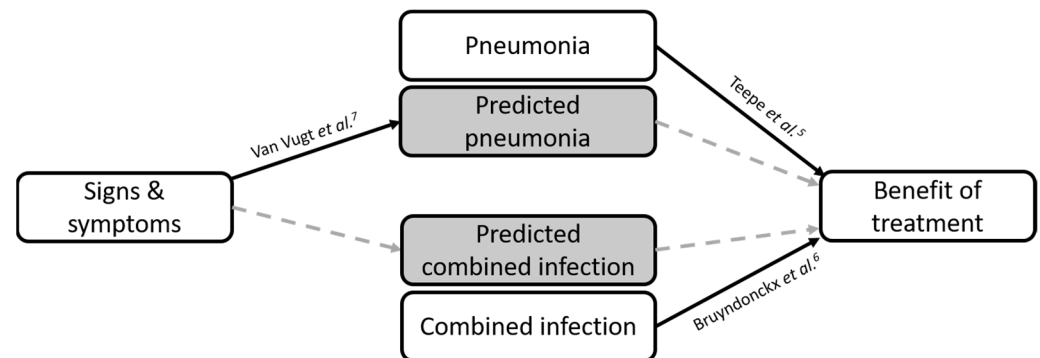 Pneumonia
Teepe et al.5
Predicted
pneumonia
Van Vugt et al.7
Signs &
symptoms
Benefit of
treatment
Predicted
combined infection
Bruyndonckx et al.6
Combined infection